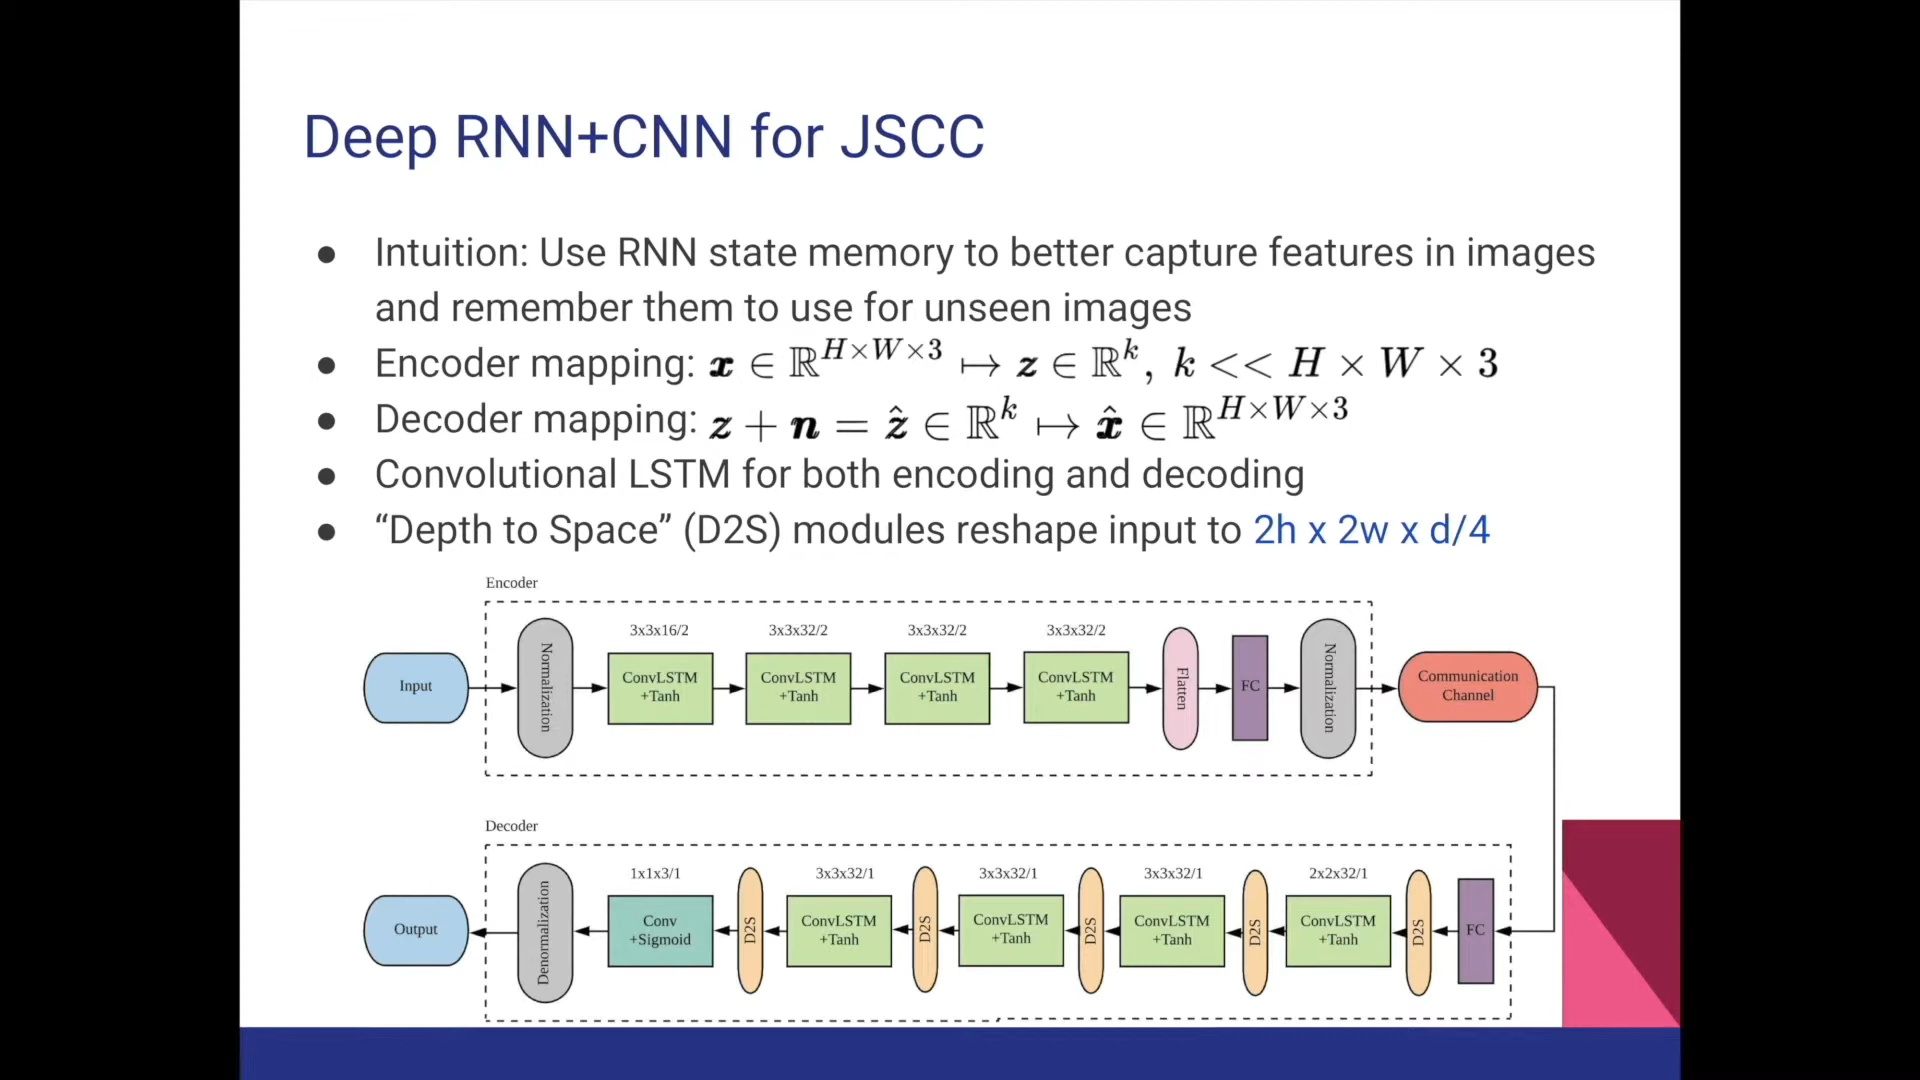 Deep RNN+CNN for JSCC
● Intuition: Use RNN state memory to better capture features in images
and remember them to use for unseen images
● Encoder mapping: 𝒙 ∈ ℝ^{H×W×3} ↦ 𝒛 ∈ ℝ^k, k << H × W × 3
● Decoder mapping: 𝒛 + 𝒏 = 𝒛̂ ∈ ℝ^k ↦ 𝒙̂ ∈ ℝ^{H×W×3}
● Convolutional LSTM for both encoding and decoding
● “Depth to Space” (D2S) modules reshape input to 2h x 2w x d/4
Encoder
Input
Normalization
3x3x16/2
ConvLSTM
+Tanh
3x3x32/2
ConvLSTM
+Tanh
3x3x32/2
ConvLSTM
+Tanh
3x3x32/2
ConvLSTM
+Tanh
Flatten
FC
Normalization
Communication
Channel
Decoder
Output
Denormalization
1x1x3/1
Conv
+Sigmoid
D2S
3x3x32/1
ConvLSTM
+Tanh
D2S
3x3x32/1
ConvLSTM
+Tanh
D2S
3x3x32/1
ConvLSTM
+Tanh
D2S
2x2x32/1
ConvLSTM
+Tanh
D2S
FC